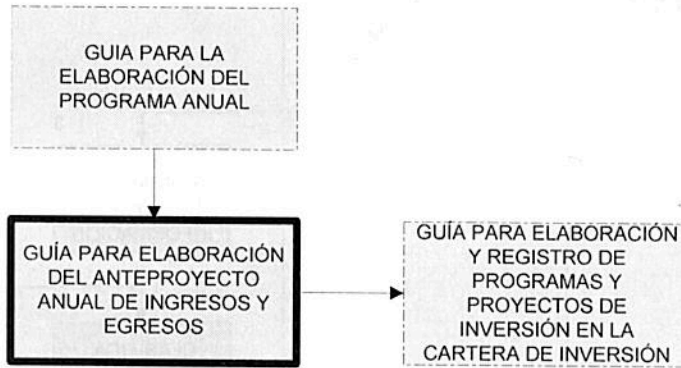 GUIA PARA LA
ELABORACIÓN DEL
PROGRAMA ANUAL
GUÍA PARA ELABORACIÓN
DEL ANTEPROYECTO
ANUAL DE INGRESOS Y
EGRESOS
GUÍA PARA ELABORACIÓN
Y REGISTRO DE
PROGRAMAS Y
PROYECTOS DE
INVERSIÓN EN LA
CARTERA DE INVERSIÓN